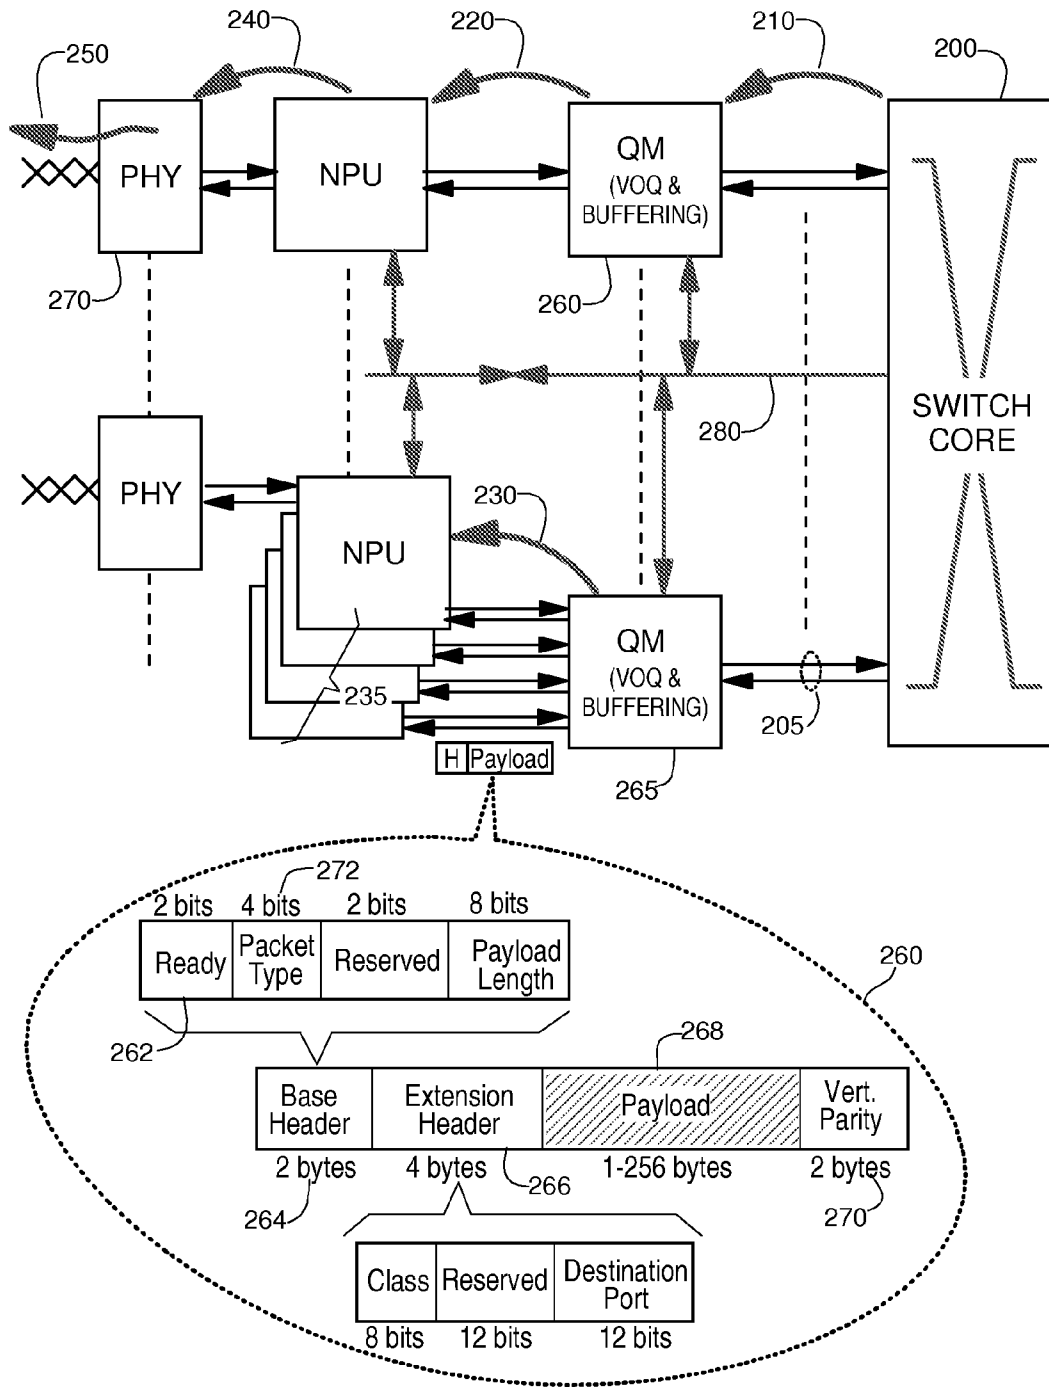 240
220
210
200
250
PHY
NPU
QM
(VOQ &
BUFFERING)
270
260
280
SWITCH
CORE
PHY
230
NPU
QM
(VOQ &
BUFFERING)
235
205
H Payload
265
272
2 bits 4 bits 2 bits 8 bits
Ready Packet Type Reserved Payload Length
260
262
268
Base Header Extension Header Payload Vert. Parity
2 bytes 4 bytes 1-256 bytes 2 bytes
264 266 270
Class Reserved Destination Port
8 bits 12 bits 12 bits